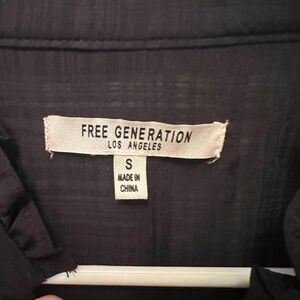 FREE GENERATION
LOS ANGELES
S
MADE IN
CHINA